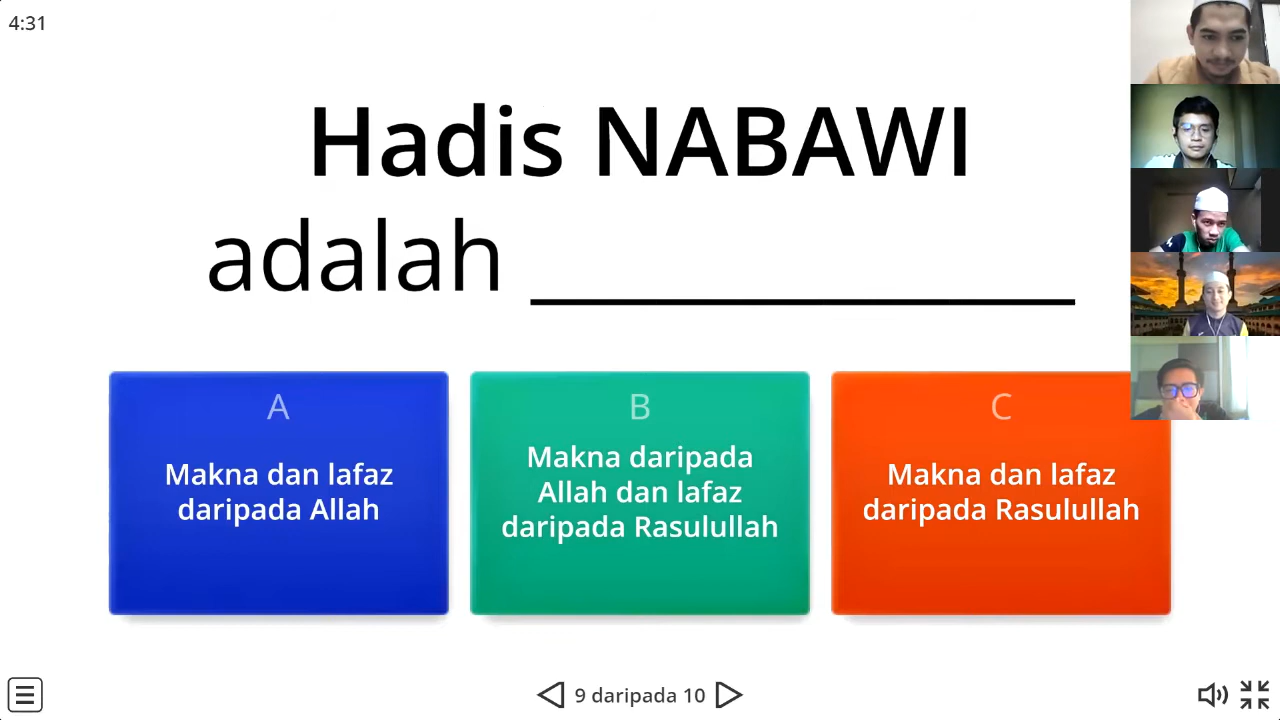 4:31
Hadis NABAWI
adalah ____________
A
Makna dan lafaz
daripada Allah
B
Makna daripada
Allah dan lafaz
daripada Rasulullah
C
Makna dan lafaz
daripada Rasulullah
9 daripada 10